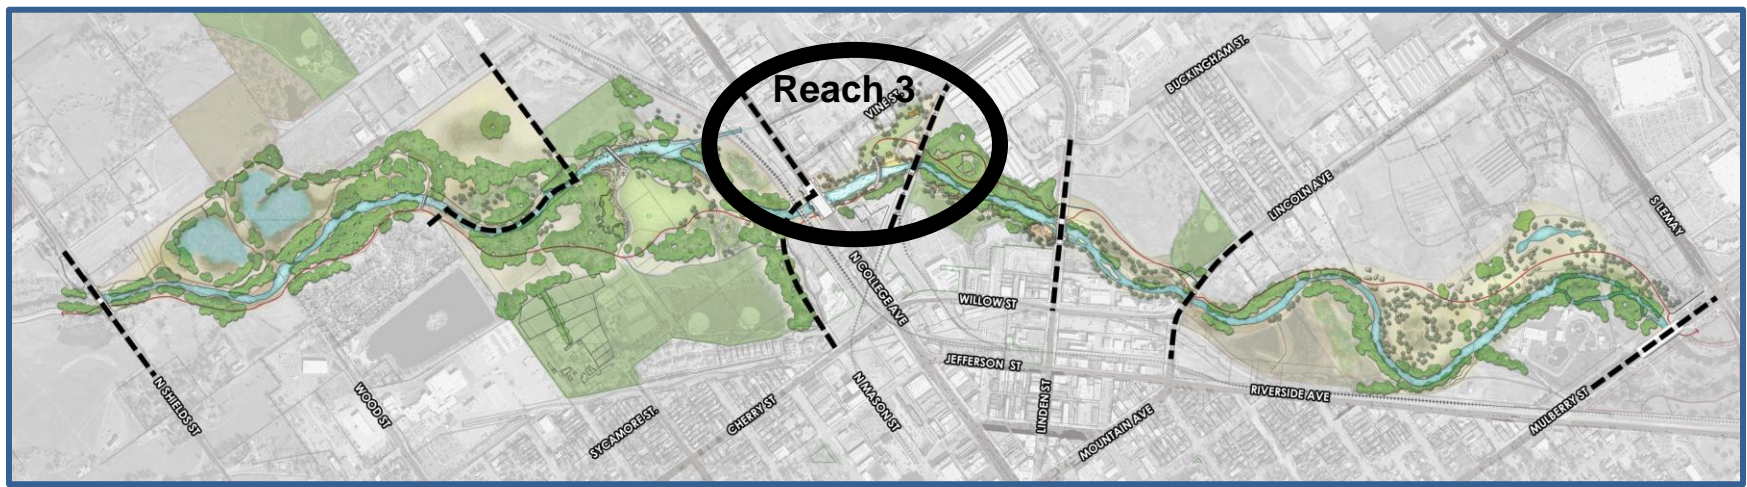 Reach 3
VINE ST.
BUCKINGHAM ST.
LINCOLN AVE
S LEMAY
N COLLEGE AVE
WILLOW ST
JEFFERSON ST
RIVERSIDE AVE
N SHIELDS ST
WOOD ST
SYCAMORE ST.
CHERRY ST
N MASON ST
LINDEN ST
MOUNTAIN AVE
MULBERRY ST